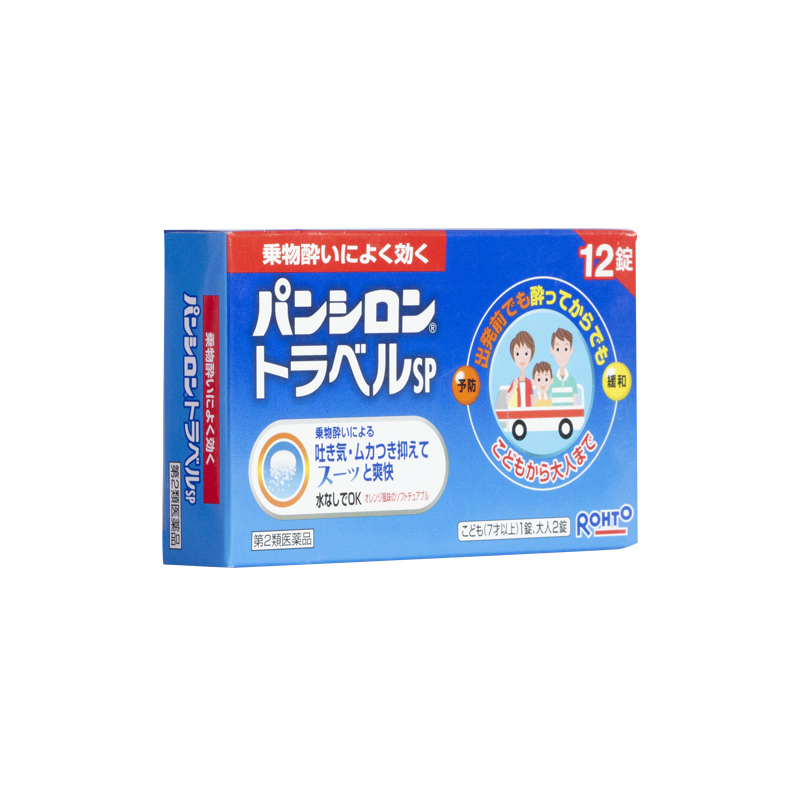 乗物酔いによく効く
12錠
パンシロン®
トラベルSP
出発前でも酔ってからでも
予防
緩和
こどもから大人まで
乗物酔いによる
吐き気・ムカつき抑えて
スーッと爽快
水なしでOK オレンジ風味のソフトチュアブル
第2類医薬品
こども(7才以上)1錠、大人2錠
ROHTO
乗物酔いによく効く
パンシロントラベルSP
第2類医薬品